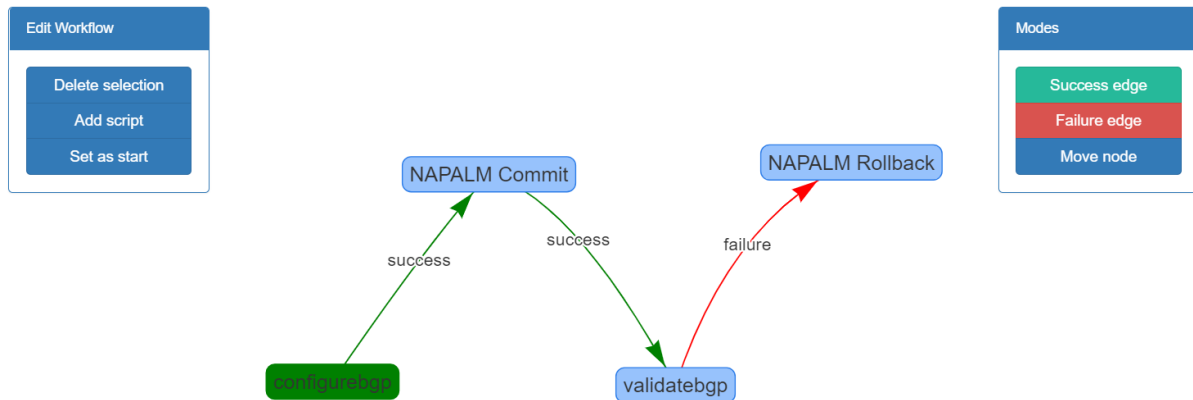 Edit Workflow
Delete selection
Add script
Set as start
Modes
Success edge
Failure edge
Move node
NAPALM Commit
NAPALM Rollback
success
success
failure
configurebgp
validatebgp